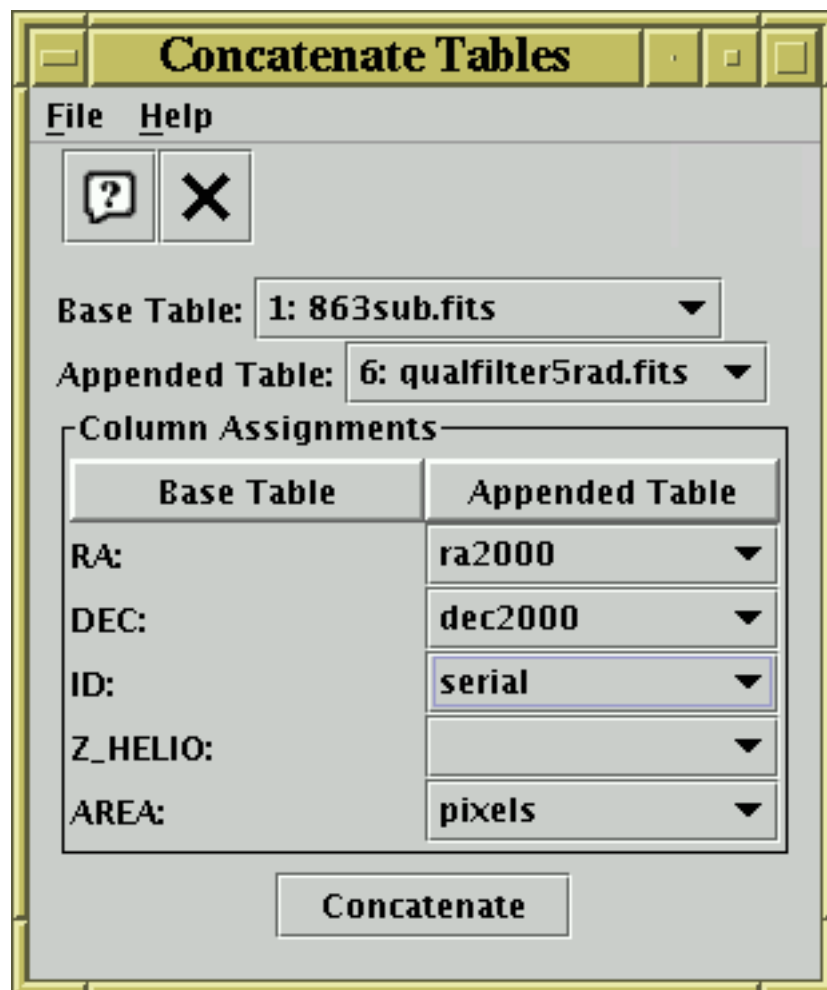 Concatenate Tables
File Help
?
Base Table: 1: 863sub.fits
Appended Table: 6: qualfilter5rad.fits
Column Assignments
Base Table Appended Table
RA: ra2000
DEC: dec2000
ID: serial
Z_HELIO:
AREA: pixels
Concatenate